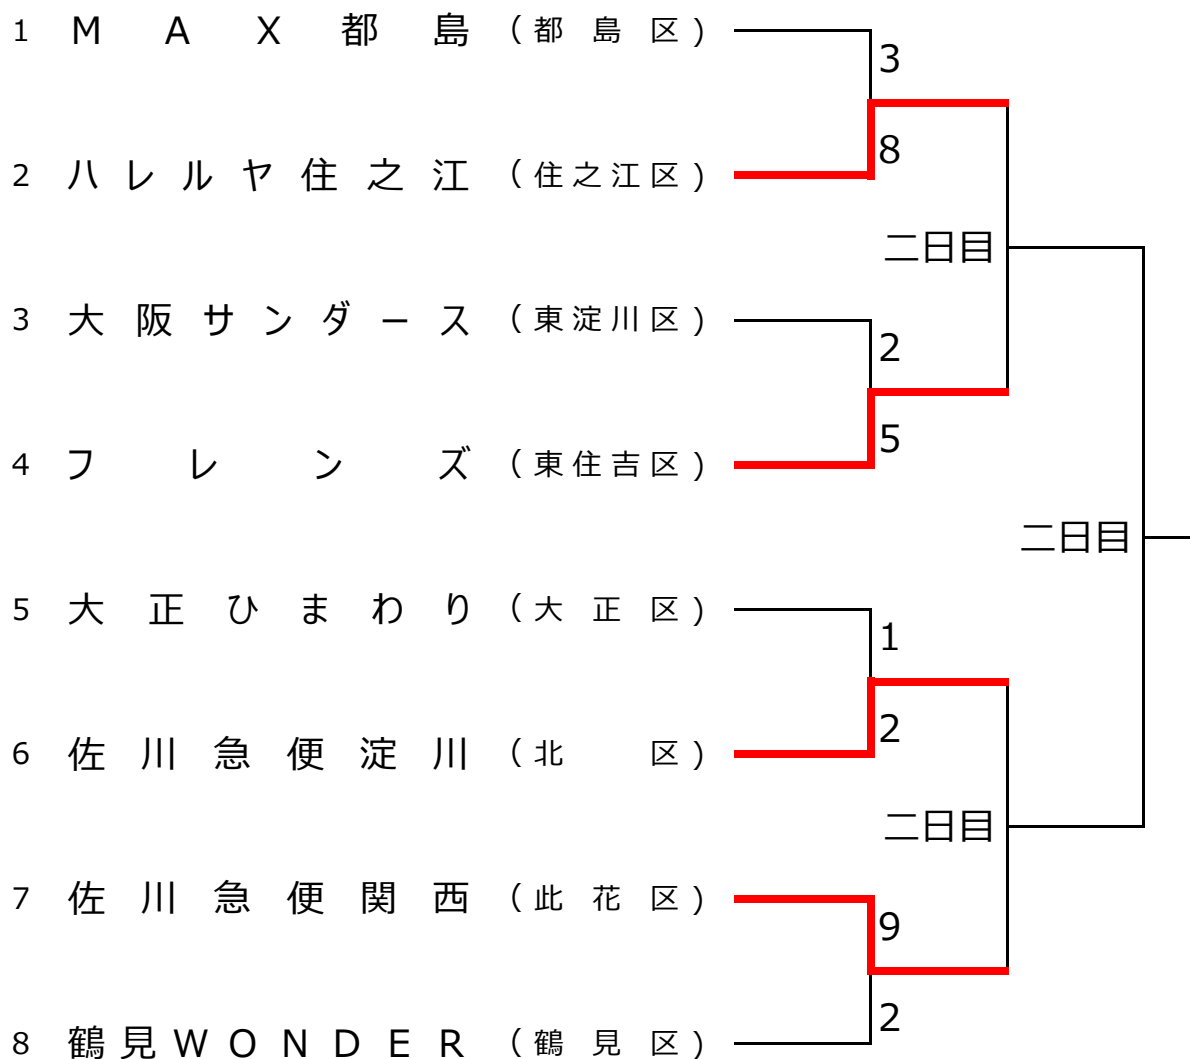 1 MAX都島 (都島区)
3
8
2 ハレルヤ住之江 (住之江区)
二日目
3 大阪サンダース (東淀川区)
2
5
4 フレンズ (東住吉区)
二日目
5 大正ひまわり (大正区)
1
2
6 佐川急便淀川 (北区)
二日目
7 佐川急便関西 (此花区)
9
2
8 鶴見WONDER (鶴見区)